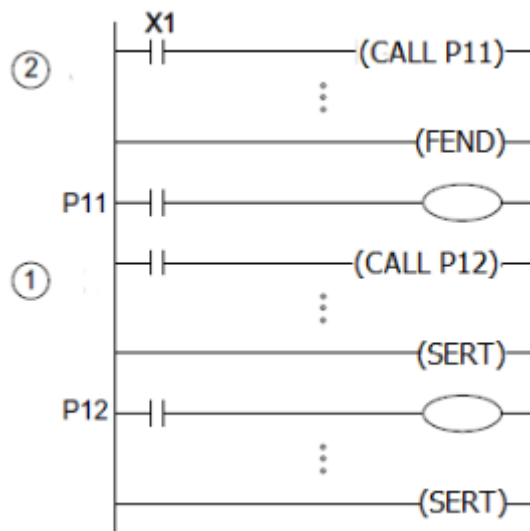 X1
② (CALL P11)
(FEND)
P11
① (CALL P12)
(SERT)
P12
(SERT)